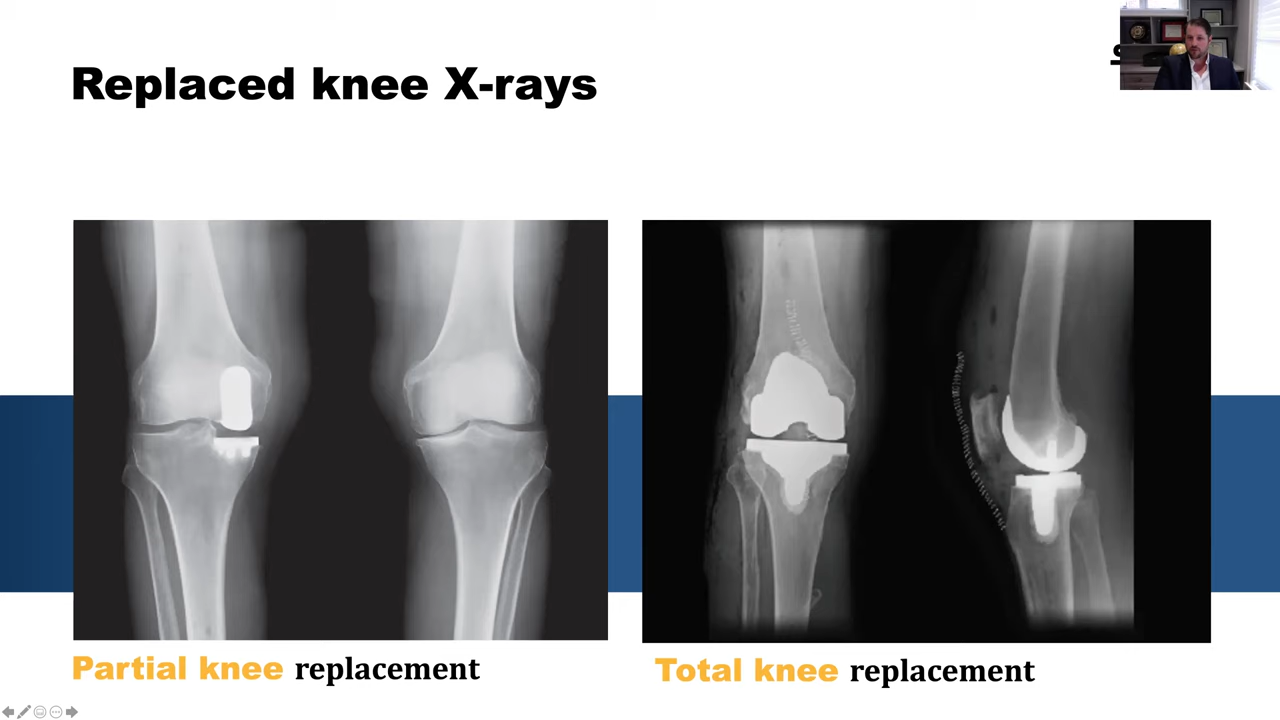 Replaced knee X-rays
Partial knee replacement
Total knee replacement